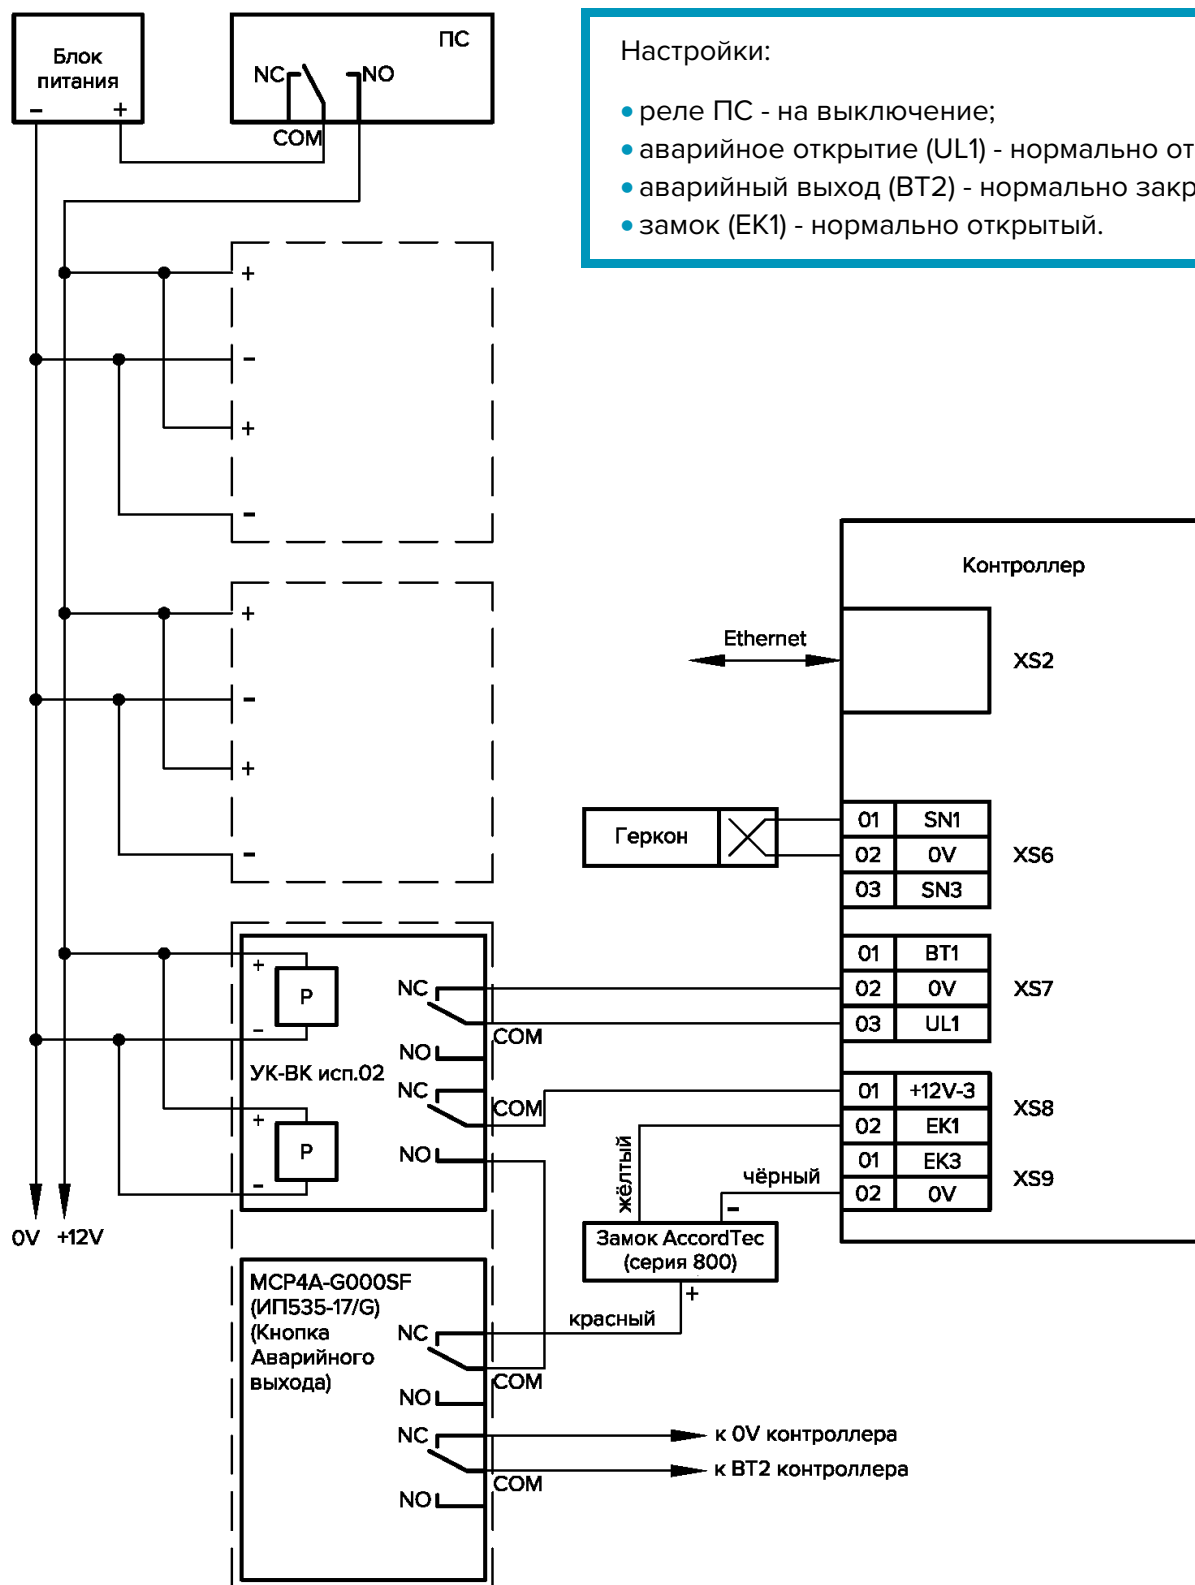 Блок
питания
- +
ПС
NC NO
COM
Настройки:
• реле ПС - на выключение;
• аварийное открытие (UL1) - нормально от
• аварийный выход (BT2) - нормально закр
• замок (EK1) - нормально открытый.
+
-
+
-
+
-
+
-
Контроллер
Ethernet
XS2
Геркон
01 SN1
02 0V
03 SN3
XS6
01 BT1
02 0V
03 UL1
XS7
01 +12V-3
02 EK1
XS8
01 EK3
02 0V
XS9
+
P
-
NC
COM
NO
УК-ВК исп.02
NC
COM
+
P
-
NO
0V +12V
жёлтый
чёрный
-
Замок AccordTec
(серия 800)
+
красный
MCP4A-G000SF
(ИП535-17/G)
(Кнопка
Аварийного
выхода)
NC
COM
NO
NC
COM
NO
к 0V контроллера
к BT2 контроллера